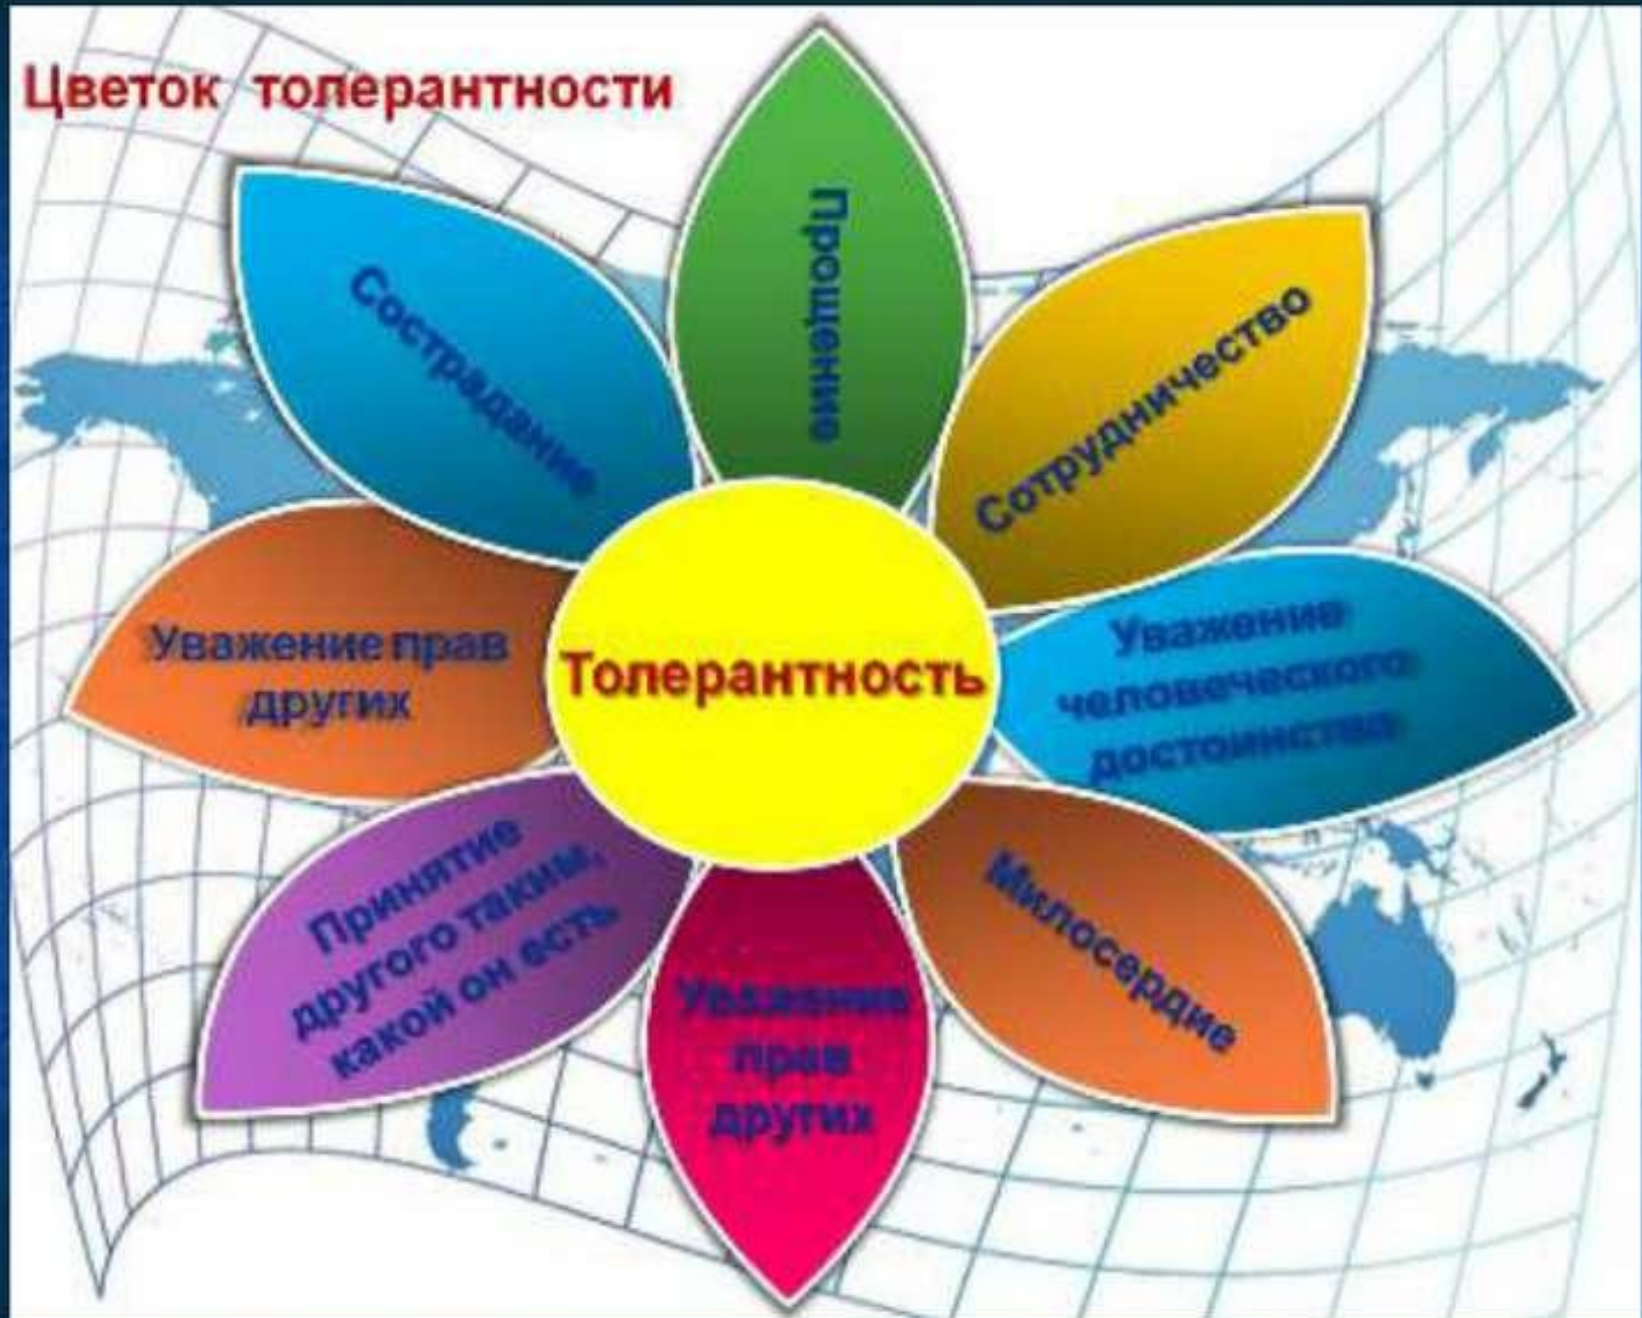 Цветок толерантности
Прощение
Сотрудничество
Уважение
человеческого
достоинства
Милосердие
Уважение
прав
других
Принятие
другого таким,
какой он есть
Уважение прав
других
Сострадание
Толерантность